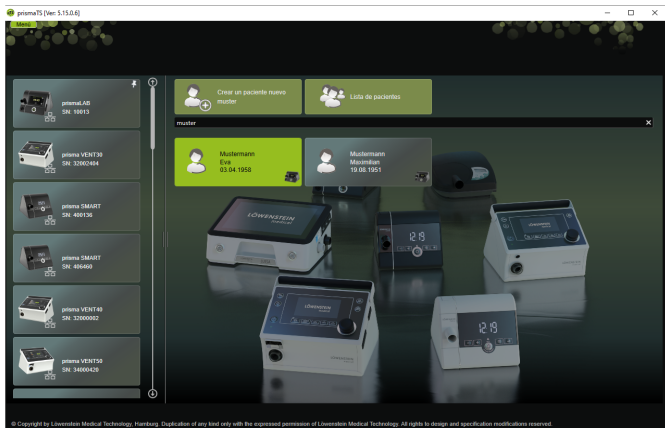 prismaTS [Ver: 5.15.0.6]
Menú
prismaLAB
SN: 10013
prisma VENT30
SN: 32002404
prisma SMART
SN: 400136
prisma SMART
SN: 406460
prisma VENT40
SN: 32000002
prisma VENT50
SN: 34000420
Crear un paciente nuevo
muster
Lista de pacientes
muster
Mustermann
Eva
03.04.1958
Mustermann
Maximilian
19.08.1951
LÖWENSTEIN
12:19
LÖWENSTEIN
12:19
© Copyright by Löwenstein Medical Technology, Hamburg. Duplication of any kind only with the expressed permission of Löwenstein Medical Technology. All rights to design and specification modifications reserved.